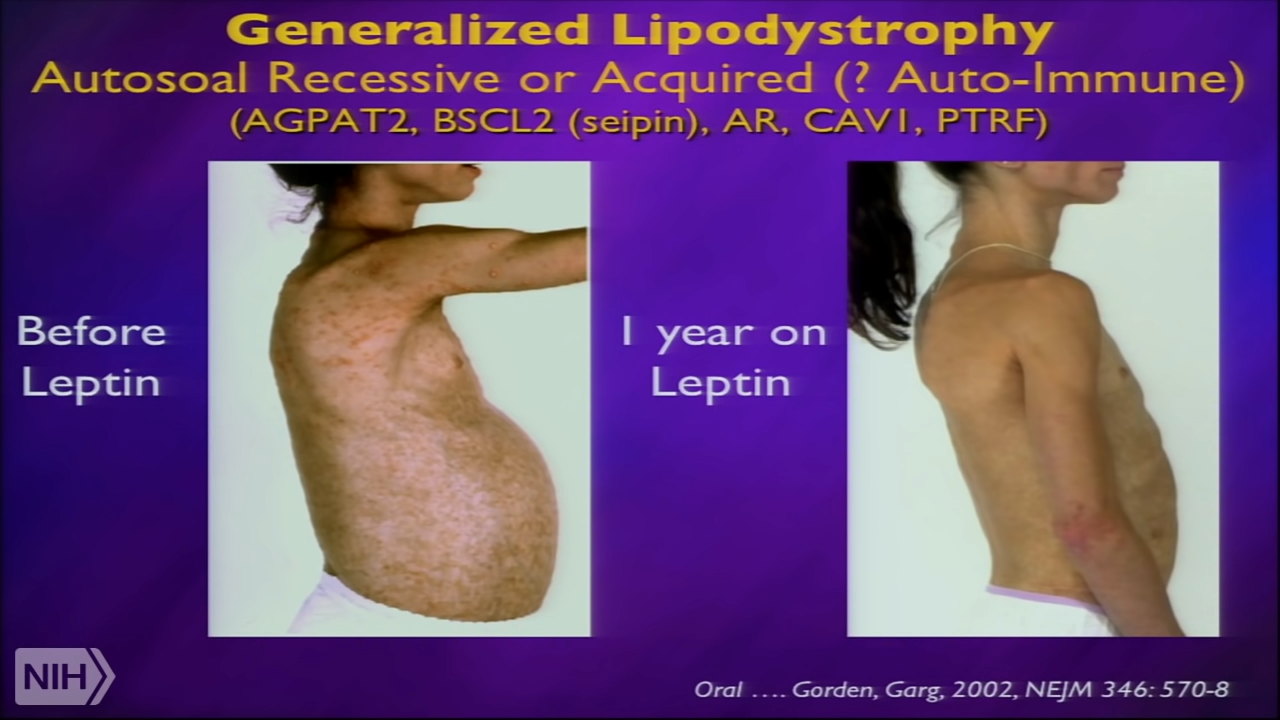 Generalized Lipodystrophy
Autosoal Recessive or Acquired (? Auto-Immune)
(AGPAT2, BSCL2 (seipin), AR, CAV1, PTRF)
Before
Leptin
1 year on
Leptin
NIH
Oral .... Gorden, Garg, 2002, NEJM 346: 570-8